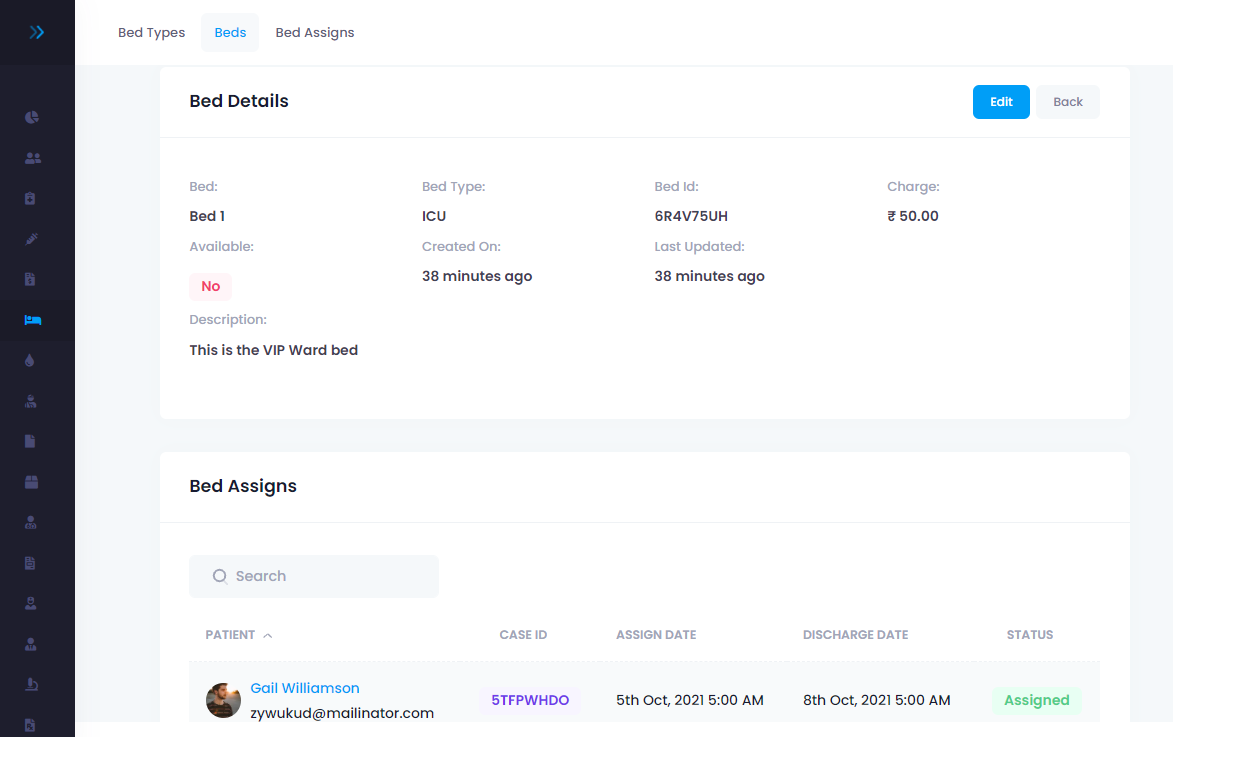 Bed Types Beds Bed Assigns
Bed Details
Edit Back
Bed: Bed Type: Bed Id: Charge:
Bed 1 ICU 6R4V75UH ₹ 50.00
Available: Created On: Last Updated:
No 38 minutes ago 38 minutes ago
Description:
This is the VIP Ward bed
Bed Assigns
Search
PATIENT CASE ID ASSIGN DATE DISCHARGE DATE STATUS
Gail Williamson
zywukud@mailinator.com 5TFPWHDO 5th Oct, 2021 5:00 AM 8th Oct, 2021 5:00 AM Assigned